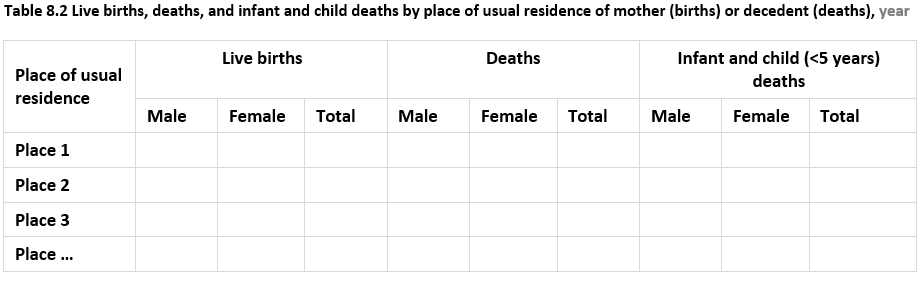 Table 8.2 Live births, deaths, and infant and child deaths by place of usual residence of mother (births) or decedent (deaths), year
Place of usual
residence
Live births
Deaths
Infant and child (<5 years)
deaths
Male Female Total Male Female Total Male Female Total
Place 1
Place 2
Place 3
Place ...